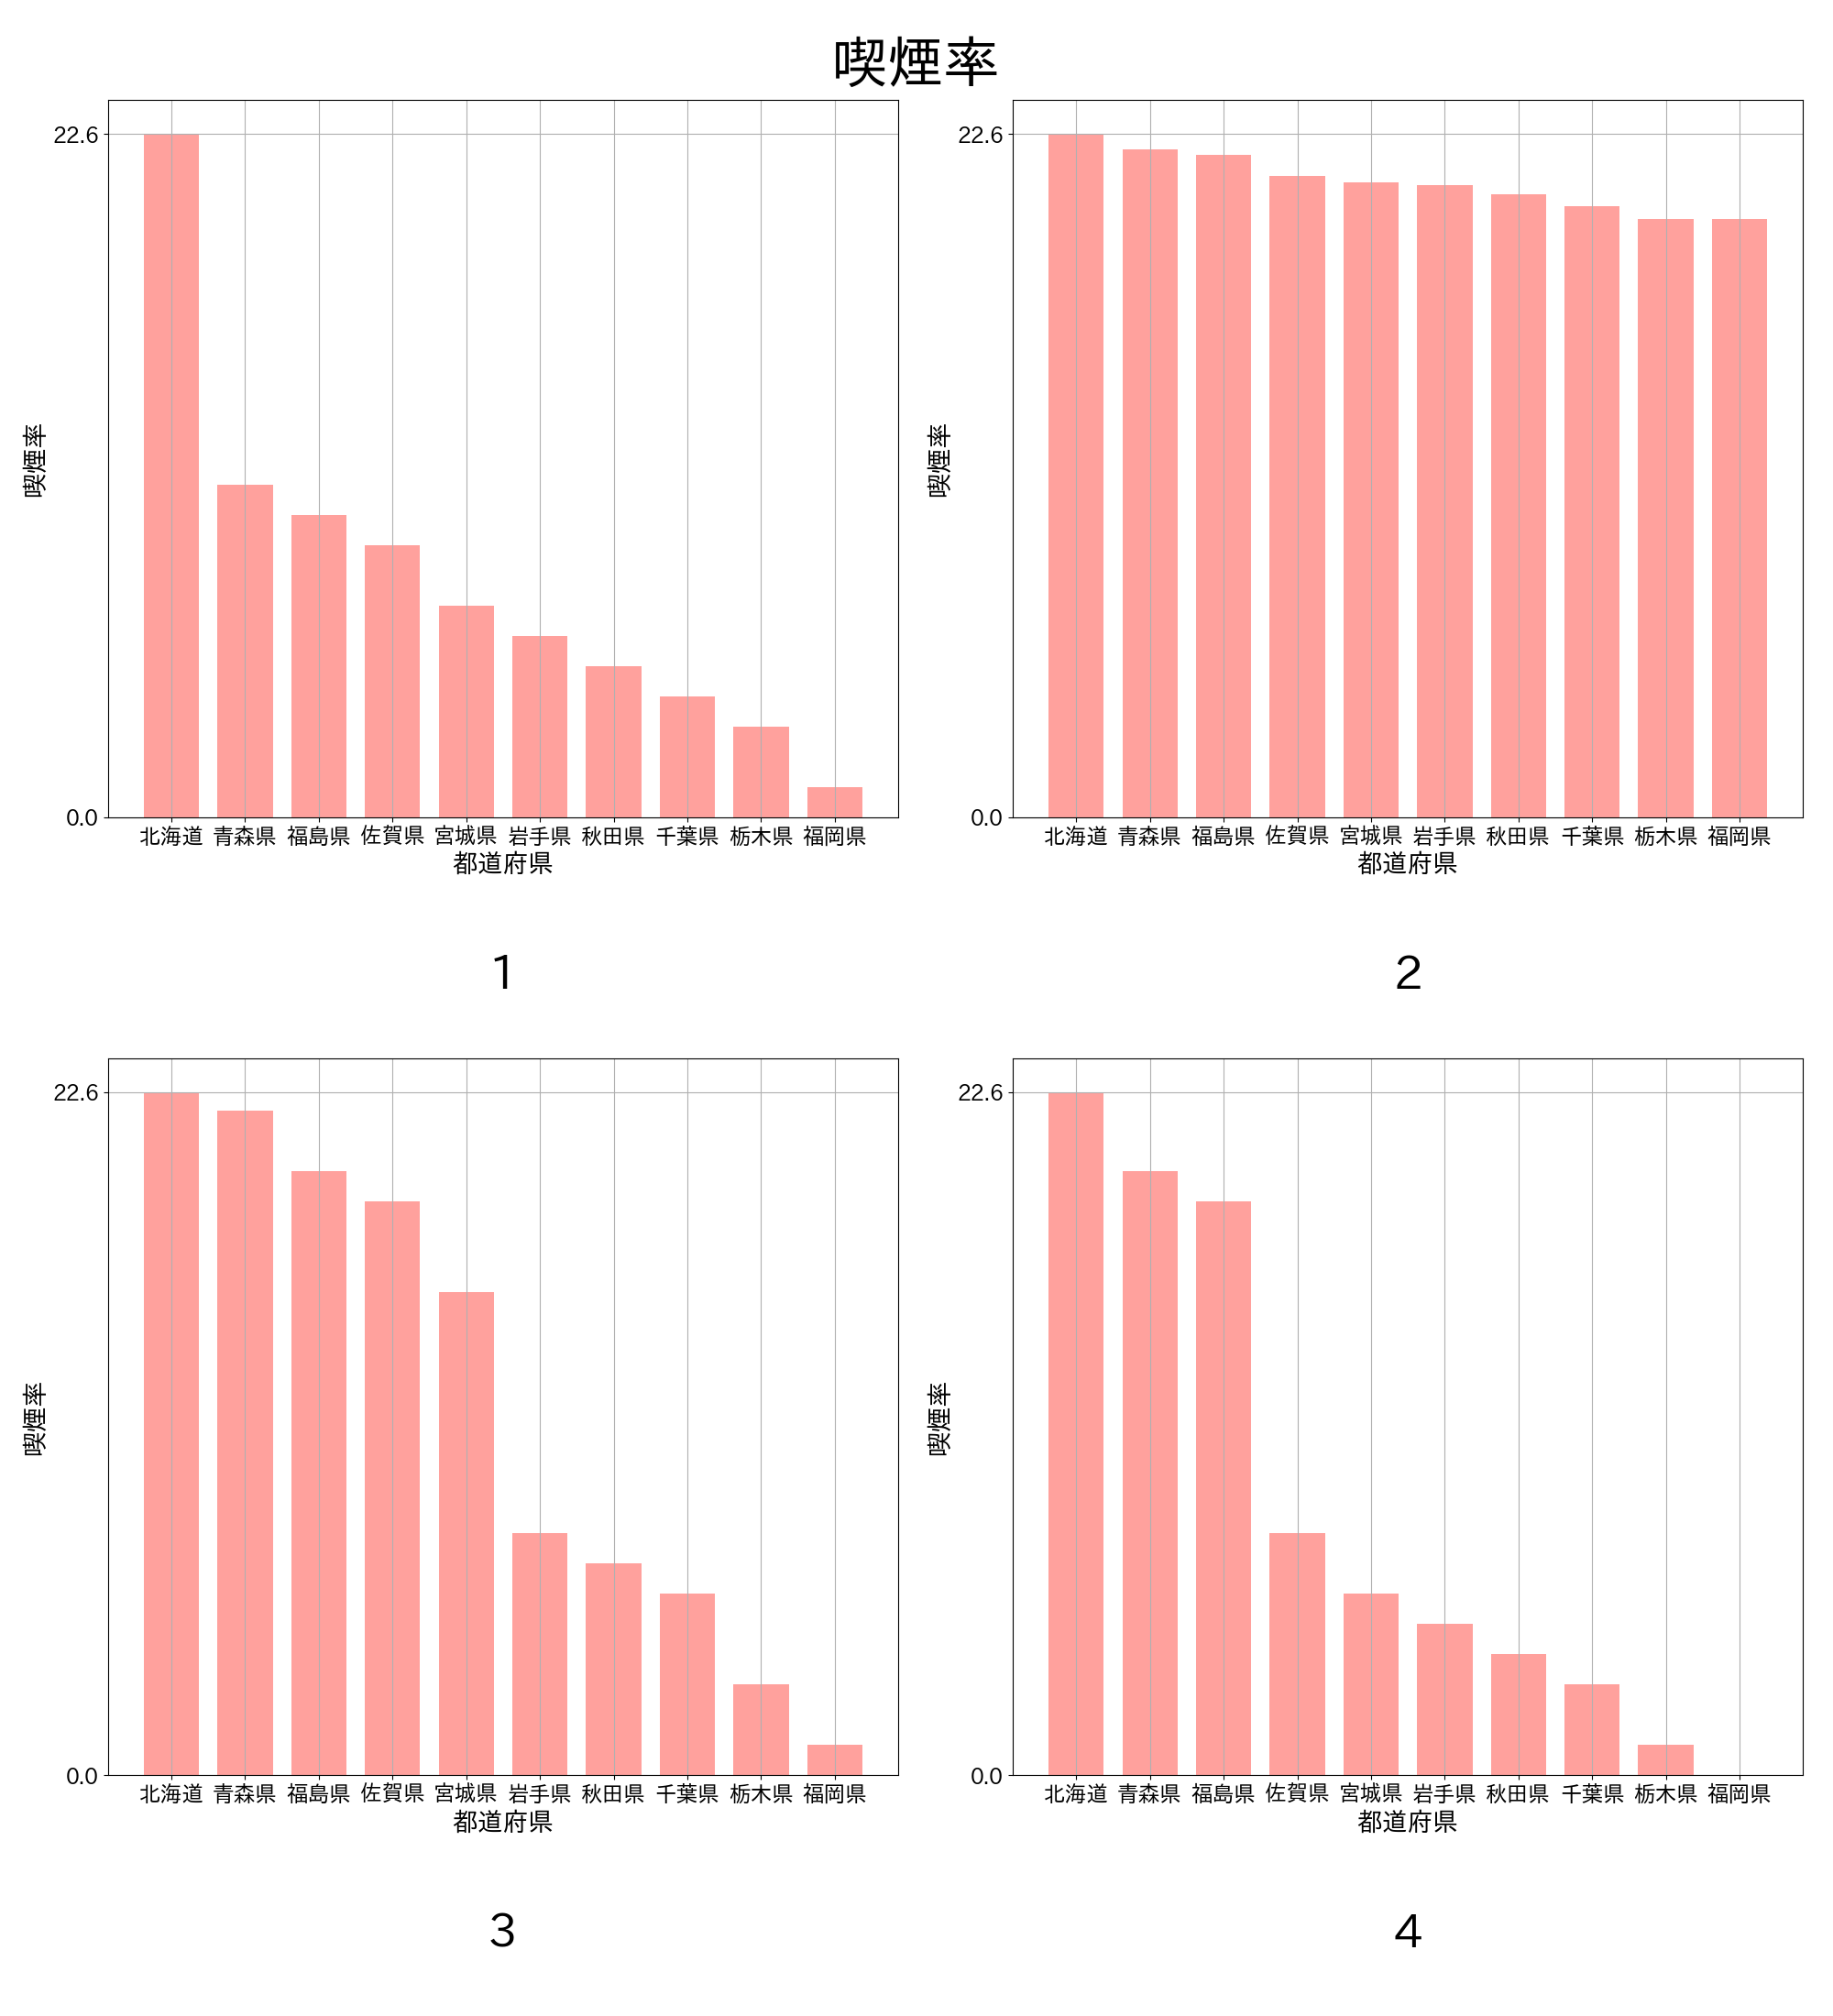 喫煙率
22.6
0.0
喫煙率
北海道 青森県 福島県 佐賀県 宮城県 岩手県 秋田県 千葉県 栃木県 福岡県
都道府県
1
22.6
0.0
喫煙率
北海道 青森県 福島県 佐賀県 宮城県 岩手県 秋田県 千葉県 栃木県 福岡県
都道府県
2
22.6
0.0
喫煙率
北海道 青森県 福島県 佐賀県 宮城県 岩手県 秋田県 千葉県 栃木県 福岡県
都道府県
3
22.6
0.0
喫煙率
北海道 青森県 福島県 佐賀県 宮城県 岩手県 秋田県 千葉県 栃木県 福岡県
都道府県
4